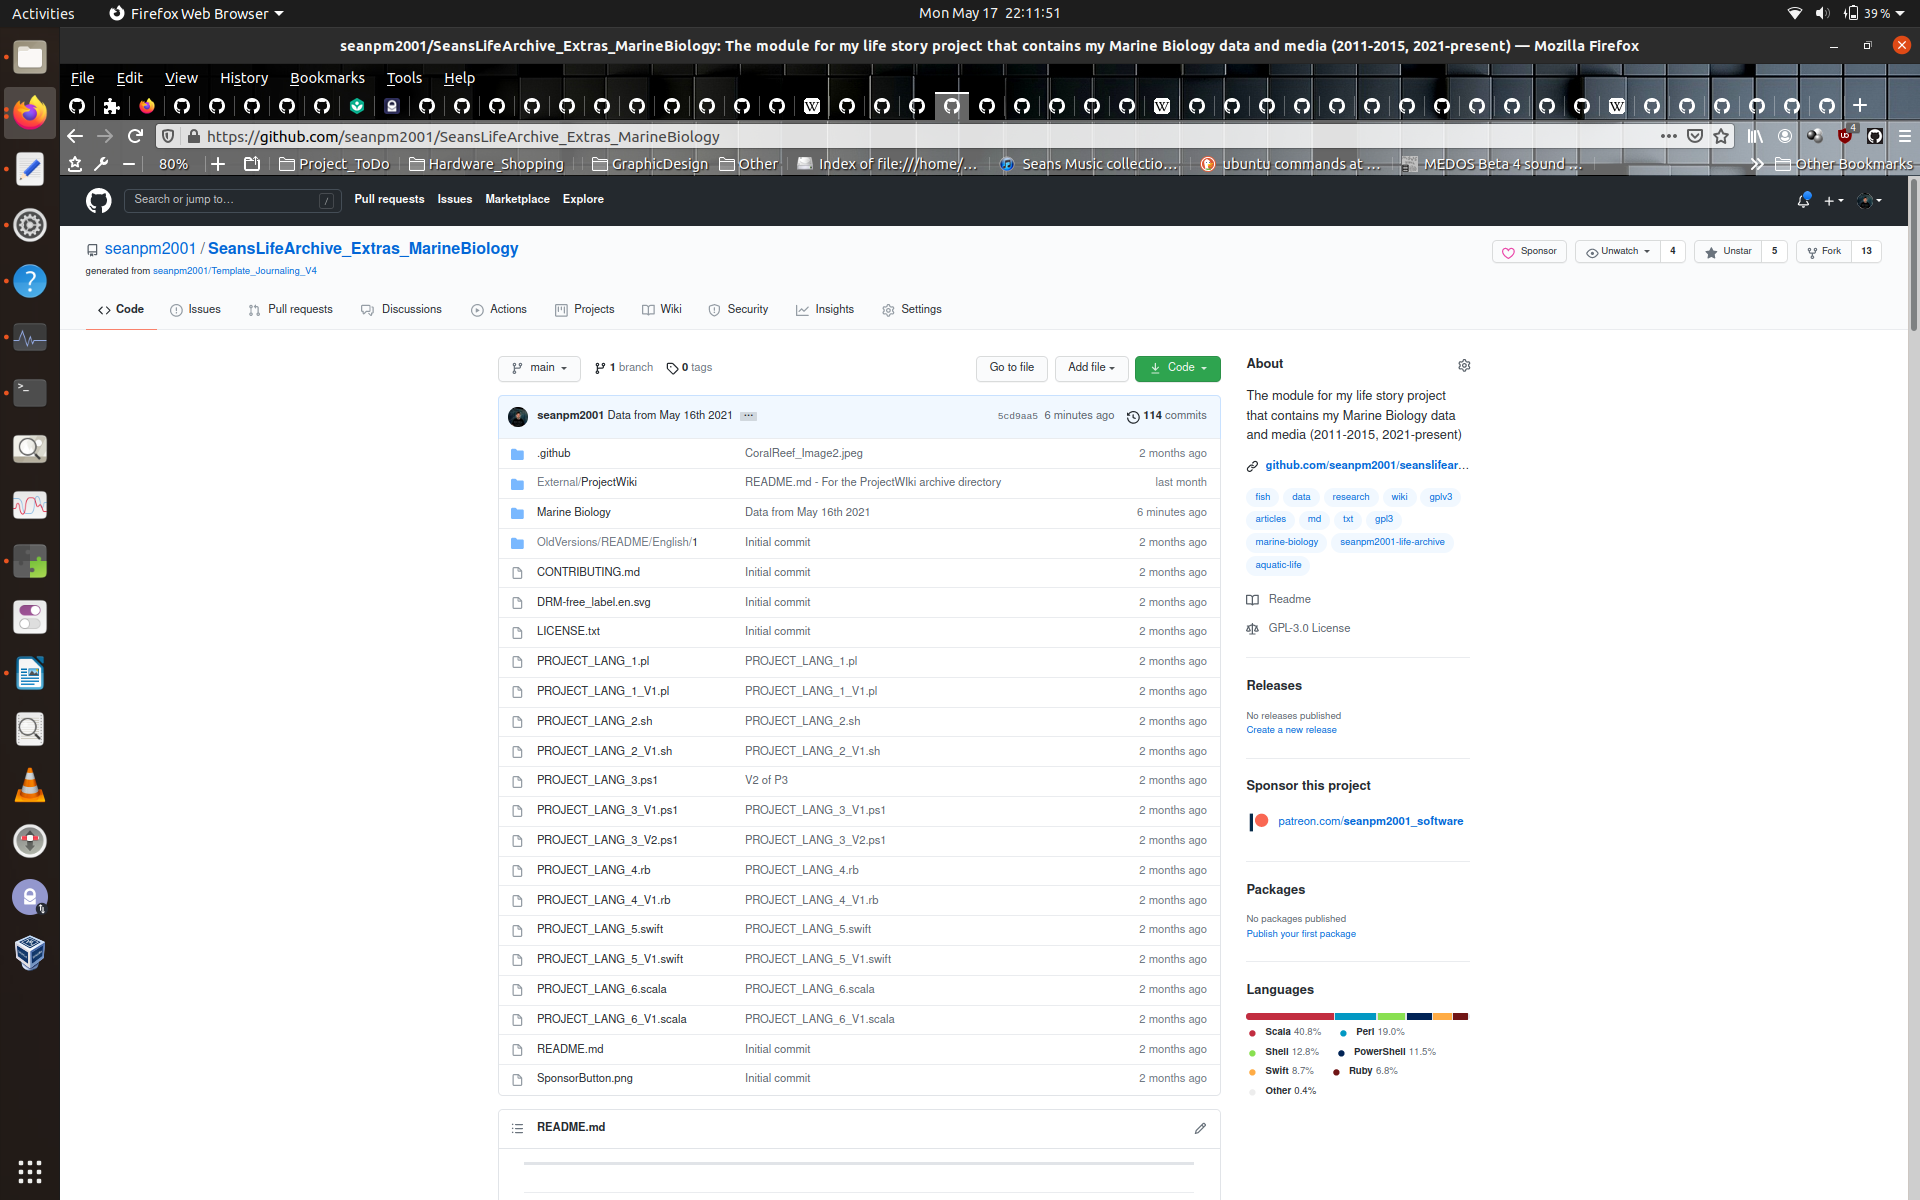 Activities Firefox Web Browser Mon May 17 22:11:51 39 %
seanpm2001/SeansLifeArchive_Extras_MarineBiology: The module for my life story project that contains my Marine Biology data and media (2011-2015, 2021-present) — Mozilla Firefox
File Edit View History Bookmarks Tools Help
https://github.com/seanpm2001/SeansLifeArchive_Extras_MarineBiology 4
80% Project_ToDo Hardware_Shopping GraphicDesign Other Index of file:///home/... Seans Music collectio... ubuntu commands at ... MEDOS Beta 4 sound ... Other Bookmarks
Search or jump to... / Pull requests Issues Marketplace Explore
seanpm2001 / SeansLifeArchive_Extras_MarineBiology Sponsor Unwatch 4 Unstar 5 Fork 13
generated from seanpm2001/Template_Journaling_V4
Code Issues Pull requests Discussions Actions Projects Wiki Security Insights Settings
main 1 branch 0 tags Go to file Add file Code
seanpm2001 Data from May 16th 2021 ... 5cd9aa5 6 minutes ago 114 commits
.github CoralReef_Image2.jpeg 2 months ago
External/ProjectWiki README.md - For the ProjectWIki archive directory last month
Marine Biology Data from May 16th 2021 6 minutes ago
OldVersions/README/English/1 Initial commit 2 months ago
CONTRIBUTING.md Initial commit 2 months ago
DRM-free_label.en.svg Initial commit 2 months ago
LICENSE.txt Initial commit 2 months ago
PROJECT_LANG_1.pl PROJECT_LANG_1.pl 2 months ago
PROJECT_LANG_1_V1.pl PROJECT_LANG_1_V1.pl 2 months ago
PROJECT_LANG_2.sh PROJECT_LANG_2.sh 2 months ago
PROJECT_LANG_2_V1.sh PROJECT_LANG_2_V1.sh 2 months ago
PROJECT_LANG_3.ps1 V2 of P3 2 months ago
PROJECT_LANG_3_V1.ps1 PROJECT_LANG_3_V1.ps1 2 months ago
PROJECT_LANG_3_V2.ps1 PROJECT_LANG_3_V2.ps1 2 months ago
PROJECT_LANG_4.rb PROJECT_LANG_4.rb 2 months ago
PROJECT_LANG_4_V1.rb PROJECT_LANG_4_V1.rb 2 months ago
PROJECT_LANG_5.swift PROJECT_LANG_5.swift 2 months ago
PROJECT_LANG_5_V1.swift PROJECT_LANG_5_V1.swift 2 months ago
PROJECT_LANG_6.scala PROJECT_LANG_6.scala 2 months ago
PROJECT_LANG_6_V1.scala PROJECT_LANG_6_V1.scala 2 months ago
README.md Initial commit 2 months ago
SponsorButton.png Initial commit 2 months ago
README.md
About
The module for my life story project
that contains my Marine Biology data
and media (2011-2015, 2021-present)
github.com/seanpm2001/seanslifear...
fish data research wiki gplv3
articles md txt gpl3
marine-biology seanpm2001-life-archive
aquatic-life
Readme
GPL-3.0 License
Releases
No releases published
Create a new release
Sponsor this project
patreon.com/seanpm2001_software
Packages
No packages published
Publish your first package
Languages
Scala 40.8% Perl 19.0%
Shell 12.8% PowerShell 11.5%
Swift 8.7% Ruby 6.8%
Other 0.4%